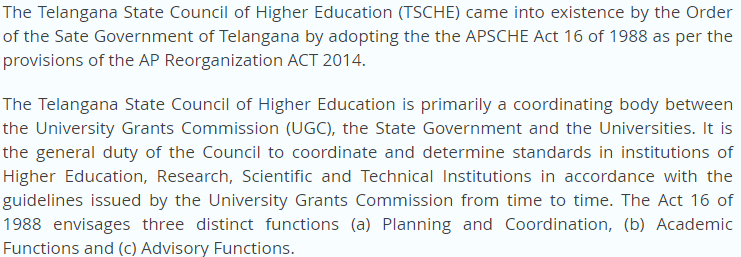 The Telangana State Council of Higher Education (TSCHE) came into existence by the Order
of the Sate Government of Telangana by adopting the the APSCHE Act 16 of 1988 as per the
provisions of the AP Reorganization ACT 2014.
The Telangana State Council of Higher Education is primarily a coordinating body between
the University Grants Commission (UGC), the State Government and the Universities. It is
the general duty of the Council to coordinate and determine standards in institutions of
Higher Education, Research, Scientific and Technical Institutions in accordance with the
guidelines issued by the University Grants Commission from time to time. The Act 16 of
1988 envisages three distinct functions (a) Planning and Coordination, (b) Academic
Functions and (c) Advisory Functions.